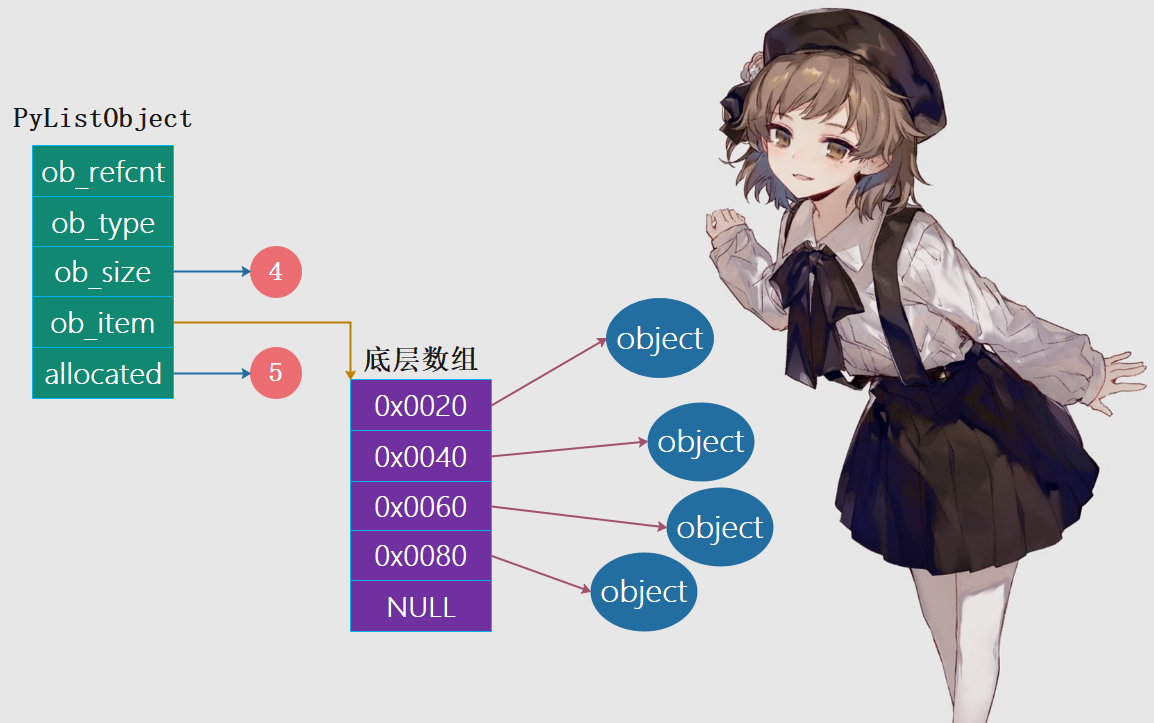 PyListObject
ob_refcnt
ob_type
ob_size
4
ob_item
allocated
5
底层数组
0x0020
0x0040
0x0060
0x0080
NULL
object
object
object
object